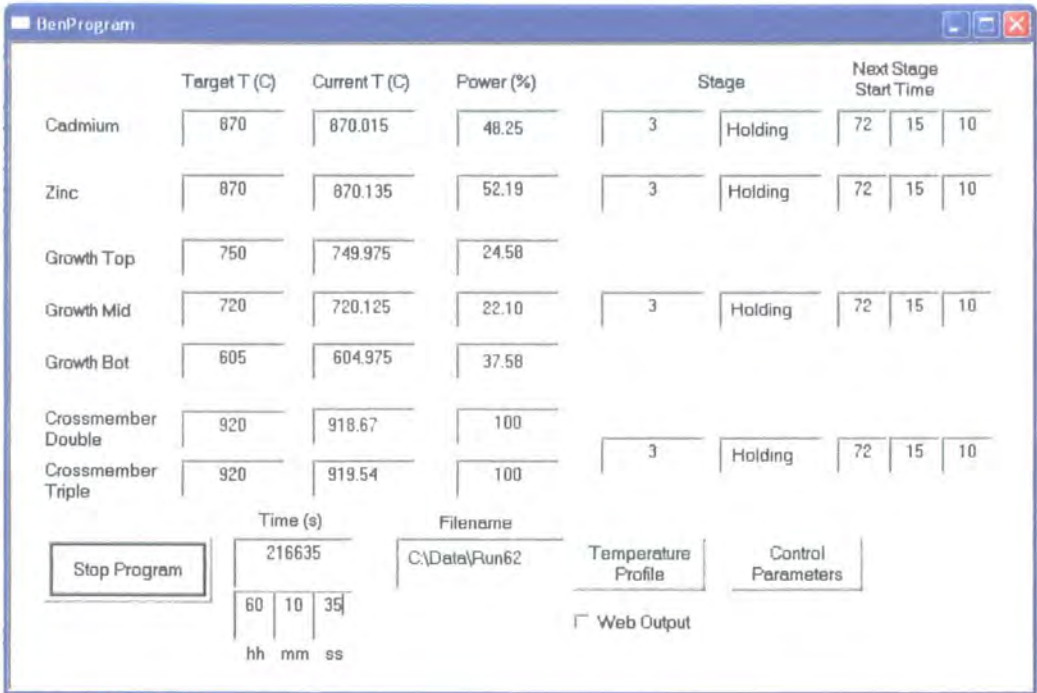 BenProgram
Target T (C) Current T (C) Power (%) Stage Next Stage
Start Time
Cadmium 870 870.015 48.25 3 Holding 72 15 10
Zinc 870 870.135 52.19 3 Holding 72 15 10
Growth Top 750 749.975 24.58
Growth Mid 720 720.125 22.10 3 Holding 72 15 10
Growth Bot 605 604.975 37.58
Crossmember
Double 920 918.67 100
3 Holding 72 15 10
Crossmember
Triple 920 919.54 100
Time (s) Filename
Stop Program 216635 C:\Data\Run62 Temperature
Profile Control
Parameters
60 10 35
Web Output
hh mm ss